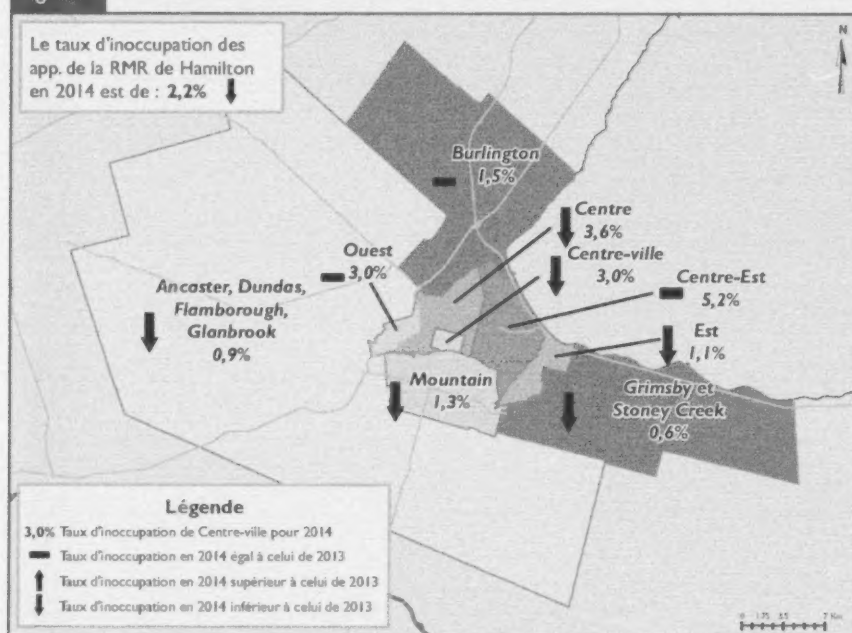 Le taux d'inoccupation des
app. de la RMR de Hamilton
en 2014 est de : 2,2%
N
Burlington
1,5%
Centre
3,6%
Centre-ville
3,0%
Ouest
3,0%
Centre-Est
5,2%
Ancaster, Dundas,
Flamborough,
Glanbrook
0,9%
Est
1,1%
Mountain
1,3%
Grimsby et
Stoney Creek
0,6%
Légende
3,0% Taux d'inoccupation de Centre-ville pour 2014
Taux d'inoccupation en 2014 égal à celui de 2013
Taux d'inoccupation en 2014 supérieur à celui de 2013
Taux d'inoccupation en 2014 inférieur à celui de 2013